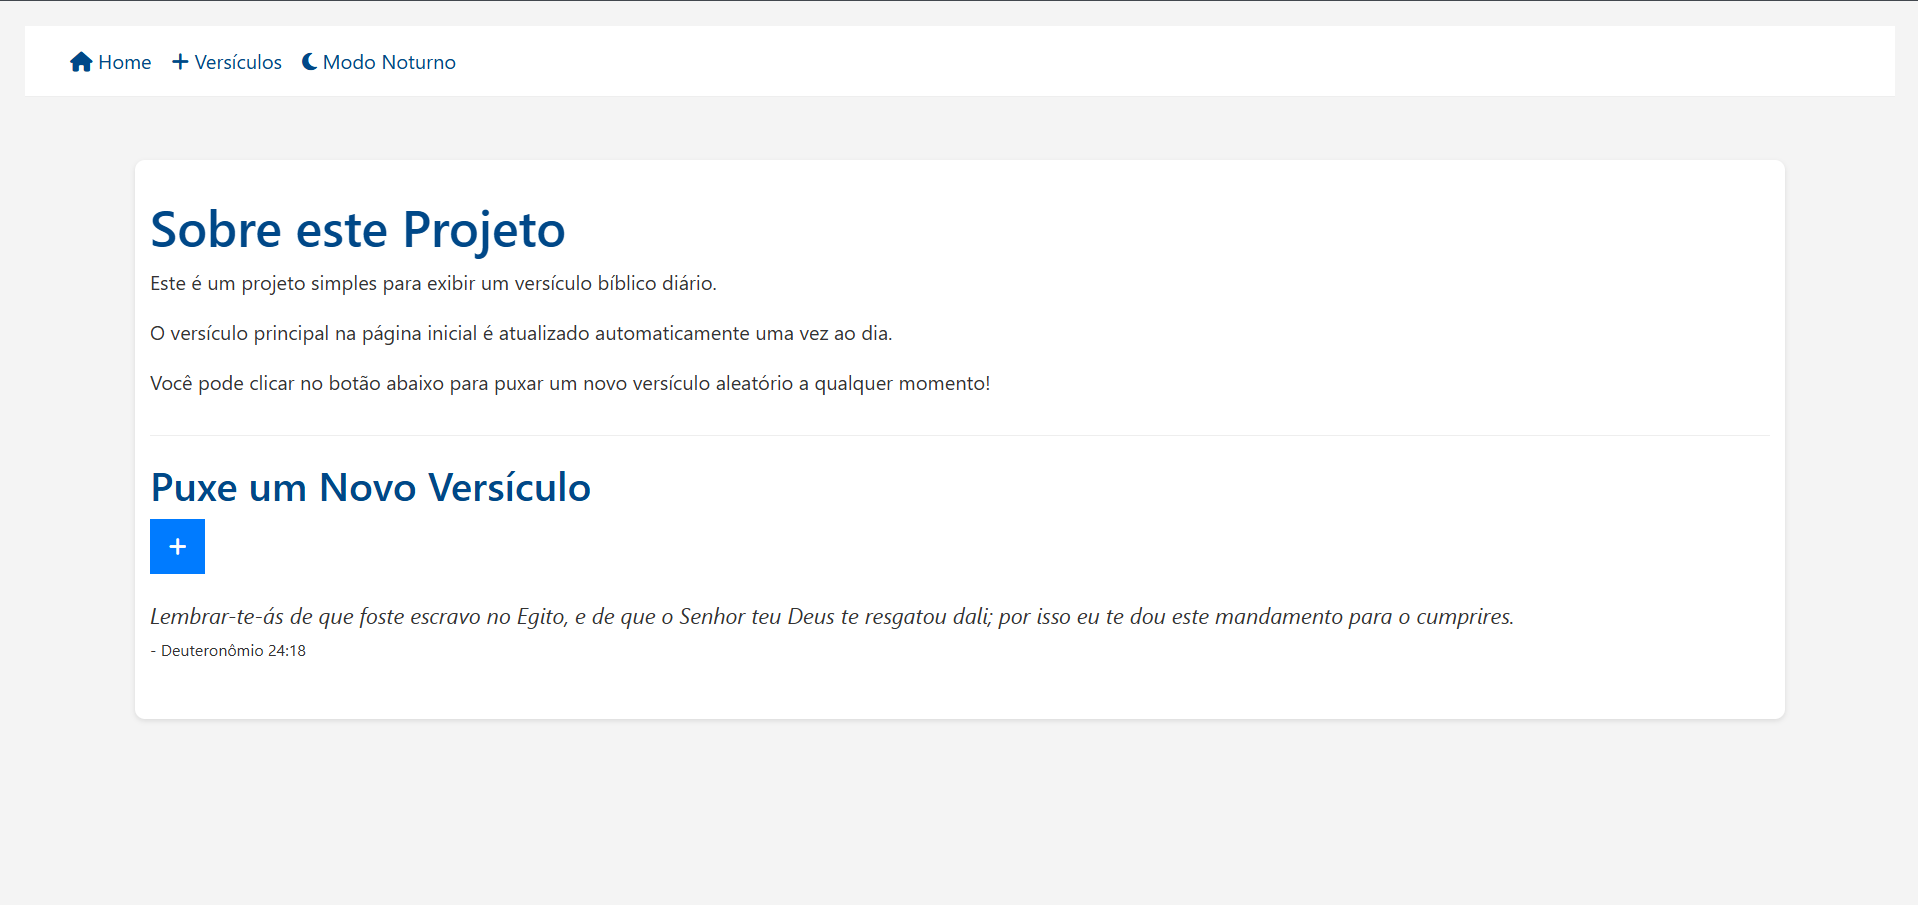 Home + Versículos Modo Noturno
Sobre este Projeto
Este é um projeto simples para exibir um versículo bíblico diário.
O versículo principal na página inicial é atualizado automaticamente uma vez ao dia.
Você pode clicar no botão abaixo para puxar um novo versículo aleatório a qualquer momento!
Puxe um Novo Versículo
+
Lembrar-te-ás de que foste escravo no Egito, e de que o Senhor teu Deus te resgatou dali; por isso eu te dou este mandamento para o cumprires.
- Deuteronômio 24:18